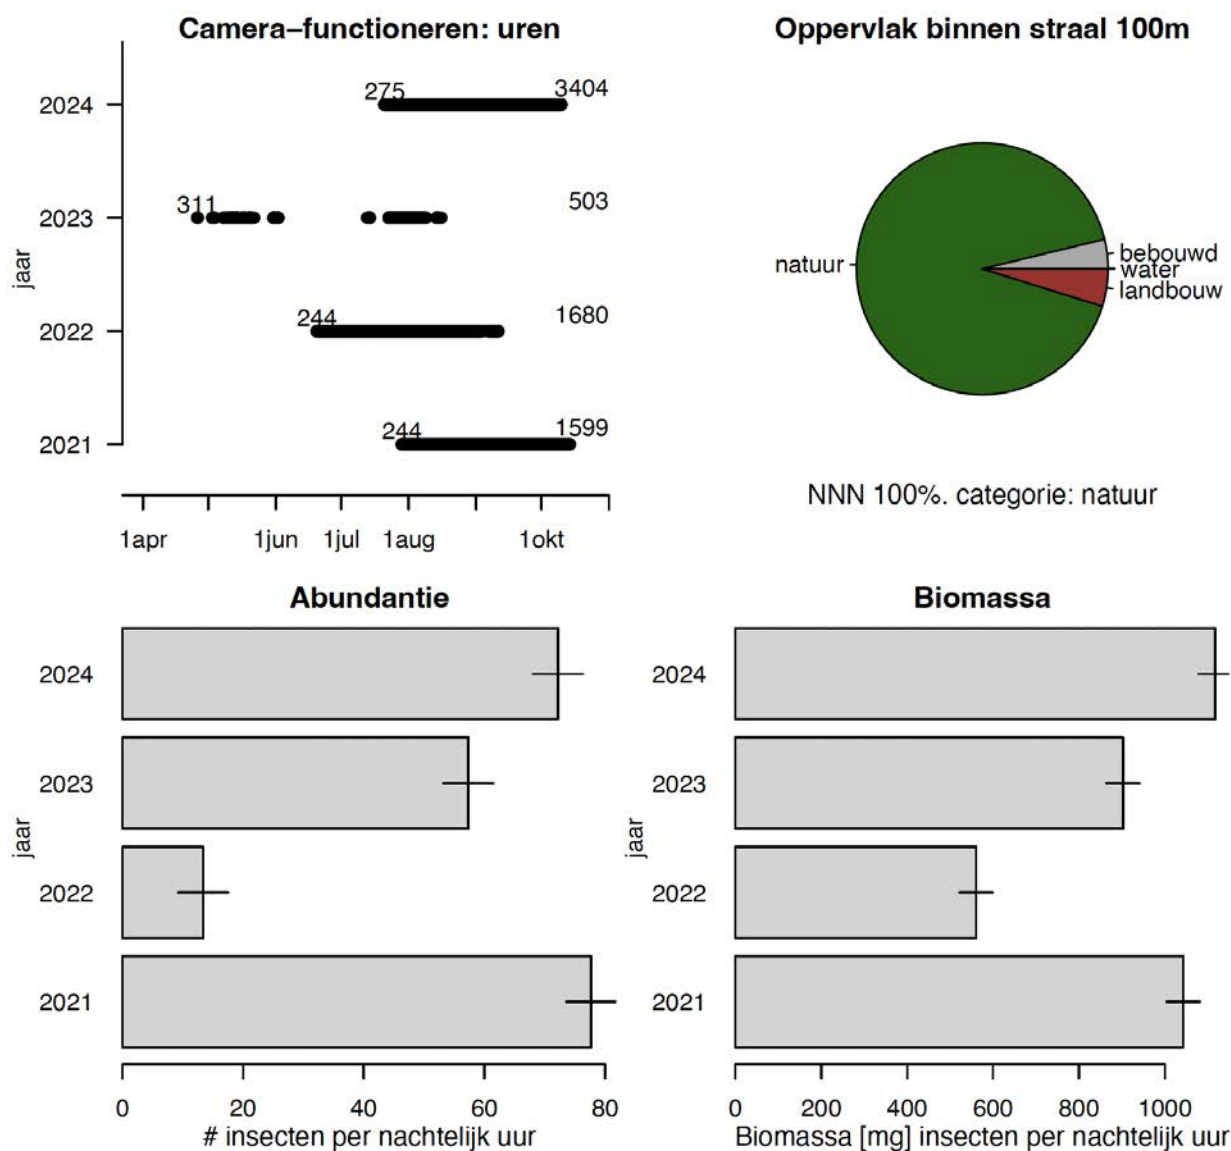 Camera–functioneren: uren
275 3404
2024
311 503
2023
jaar
244 1680
2022
244 1599
2021
1apr 1jun 1jul 1aug 1okt
Oppervlak binnen straal 100m
natuur
bebouwd
water
landbouw
NNN 100%. categorie: natuur
Abundantie
2024
2023
jaar
2022
2021
0 20 40 60 80
# insecten per nachtelijk uur
Biomassa
2024
2023
jaar
2022
2021
0 200 400 600 800 1000
Biomassa [mg] insecten per nachtelijk uur